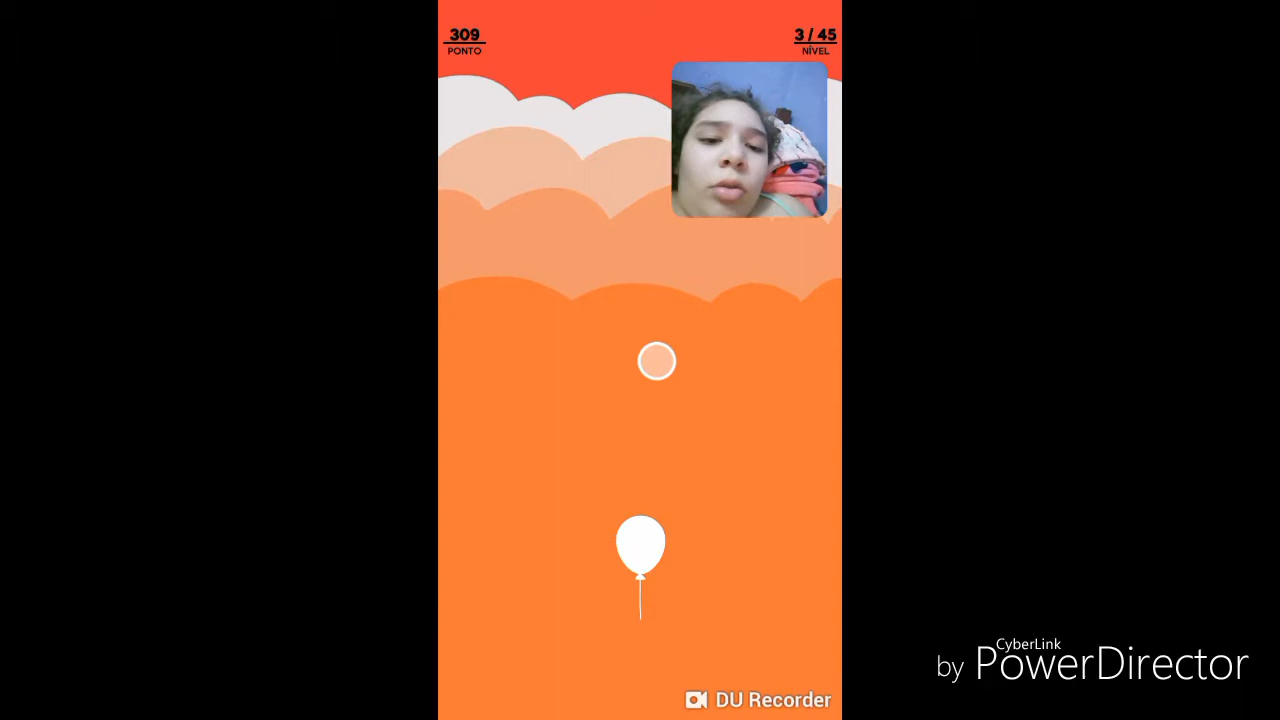 309
PONTO
3 / 45
NÍVEL
CyberLink
by PowerDirector
DU Recorder